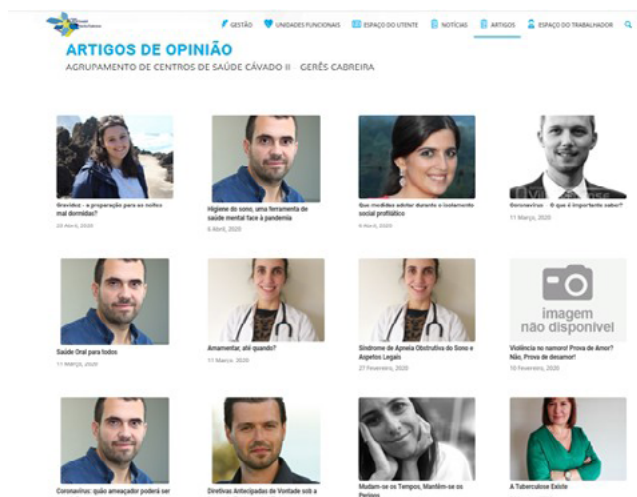 GESTÃO UNIDADES FUNCIONAIS ESPAÇO DO UTENTE NOTÍCIAS ARTIGOS ESPAÇO DO TRABALHADOR
ARTIGOS DE OPINIÃO
AGRUPAMENTO DE CENTROS DE SAÚDE CÁVADO II GERÊS CABREIRA
Gravidez - a preparação para as noites
mal dormidas?
20 Abril, 2020
Higiene do sono, uma ferramenta de
saúde mental face à pandemia
6 Abril, 2020
Que medidas adotar durante o isolamento
social profilático
6 Abril, 2020
Coronavírus O que é importante saber?
11 Março, 2020
Saúde Oral para todos
11 Março, 2020
Amamentar, até quando?
11 Março, 2020
Síndrome de Apneia Obstrutiva do Sono e
Aspetos Legais
27 Fevereiro, 2020
imagem
não disponível
Violência no namoro! Prova de Amor?
Não, Prova de desamor!
10 Fevereiro, 2020
Coronavírus: quão ameaçador poderá ser
Diretivas Antecipadas de Vontade sob a
Mudam-se os Tempos, Mantêm-se os
Perigos
A Tuberculose Existe